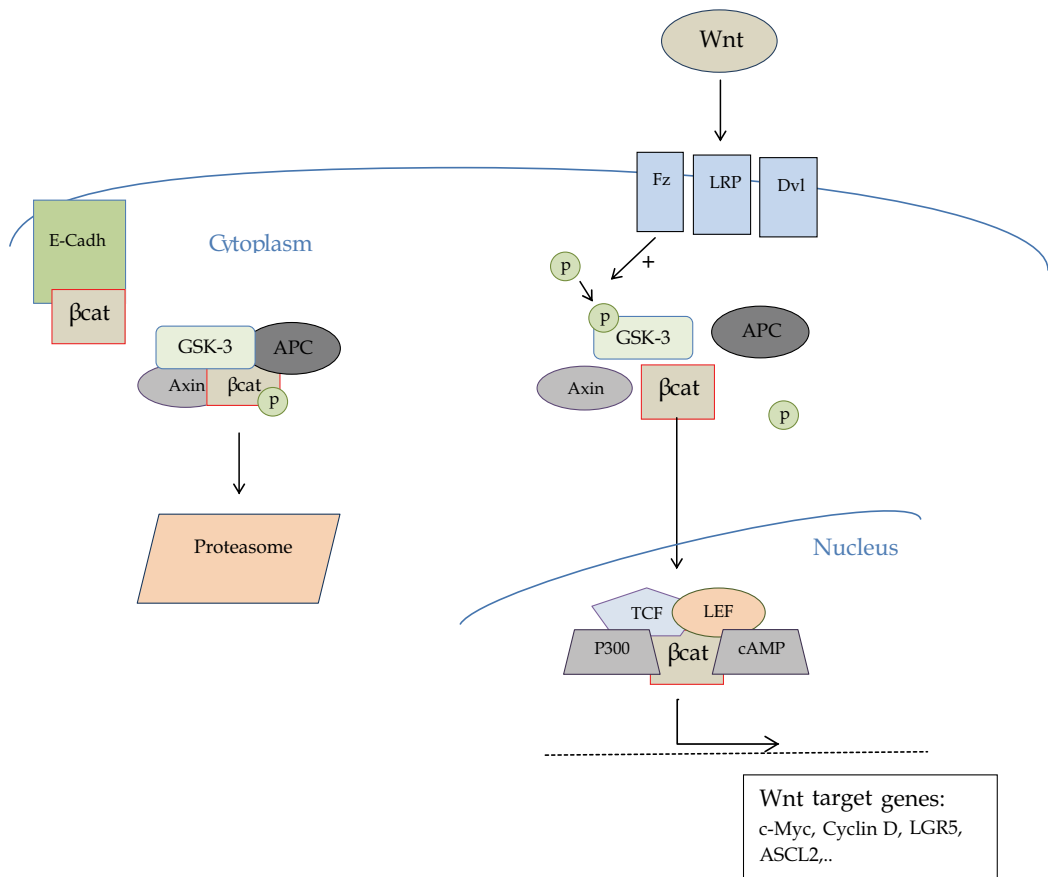 Wnt
Fz
LRP
Dvl
E-Cadh
Cytoplasm
βcat
p
+
p
GSK-3
APC
GSK-3
APC
Axin
βcat
p
Axin
βcat
p
Proteasome
Nucleus
TCF
LEF
P300
βcat
cAMP
Wnt target genes:
c-Myc, Cyclin D, LGR5,
ASCL2,..